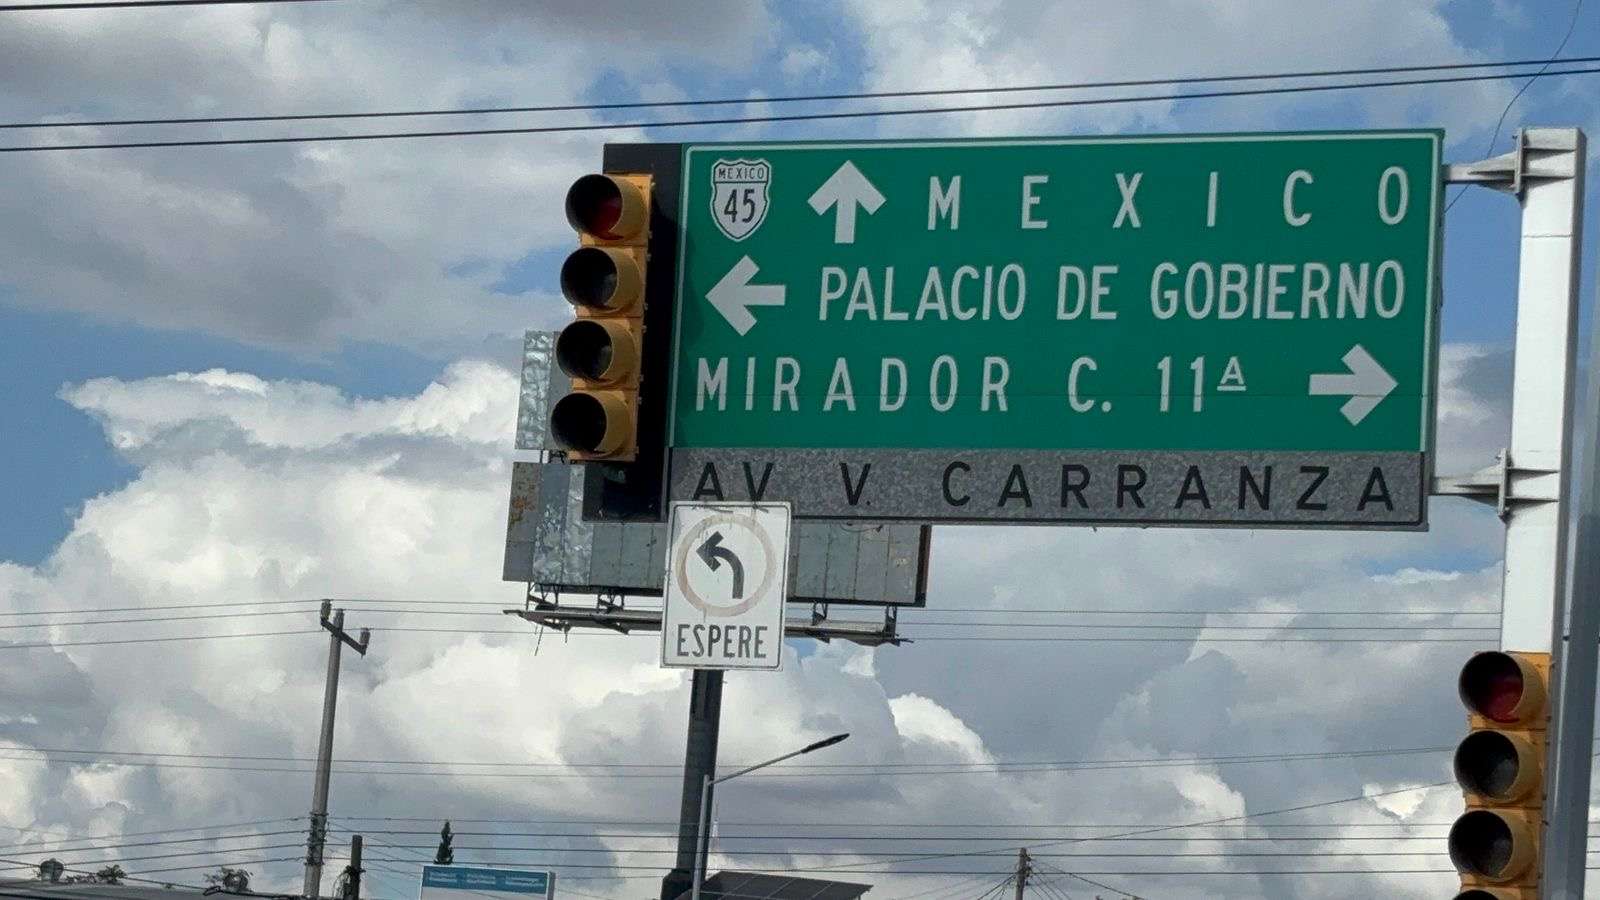 MEXICO
45
MEXICO
PALACIO DE GOBIERNO
MIRADOR C. 11ᴬ
AV V. CARRANZA
ESPERE